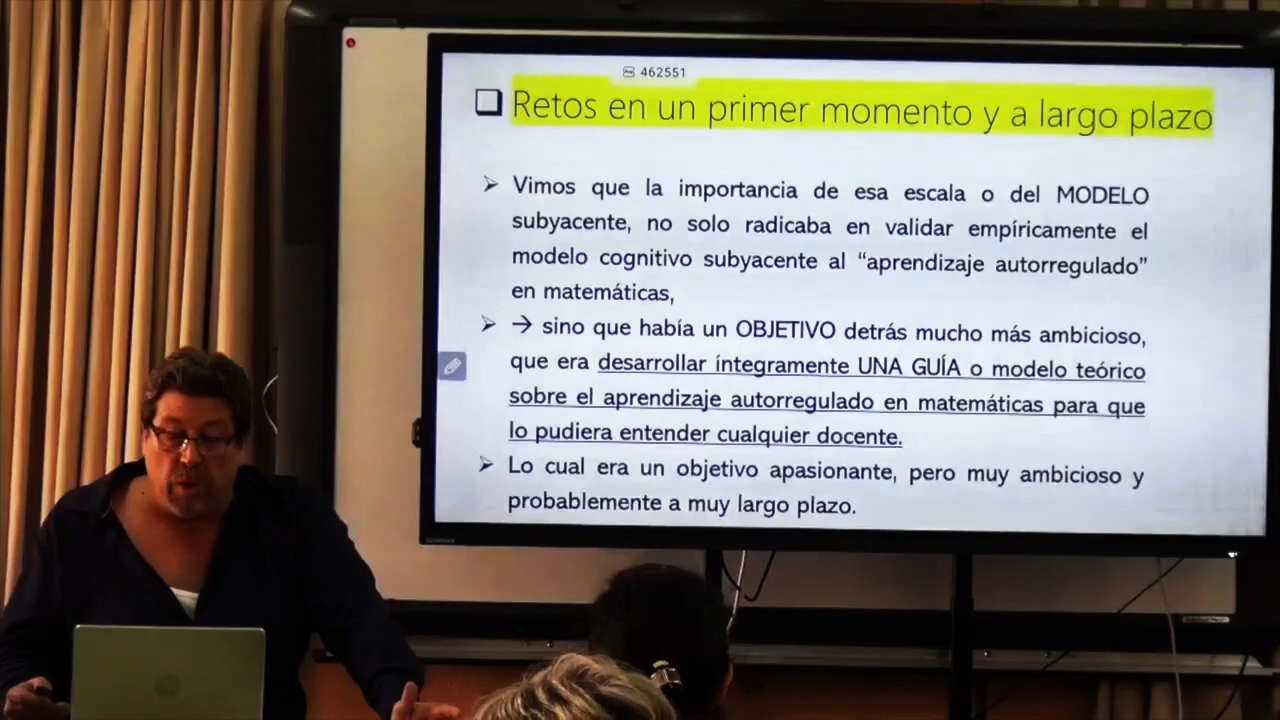 462551
Retos en un primer momento y a largo plazo
Vimos que la importancia de esa escala o del MODELO
subyacente, no solo radicaba en validar empíricamente el
modelo cognitivo subyacente al “aprendizaje autorregulado”
en matemáticas,
→ sino que había un OBJETIVO detrás mucho más ambicioso,
que era desarrollar íntegramente UNA GUÍA o modelo teórico
sobre el aprendizaje autorregulado en matemáticas para que
lo pudiera entender cualquier docente.
Lo cual era un objetivo apasionante, pero muy ambicioso y
probablemente a muy largo plazo.